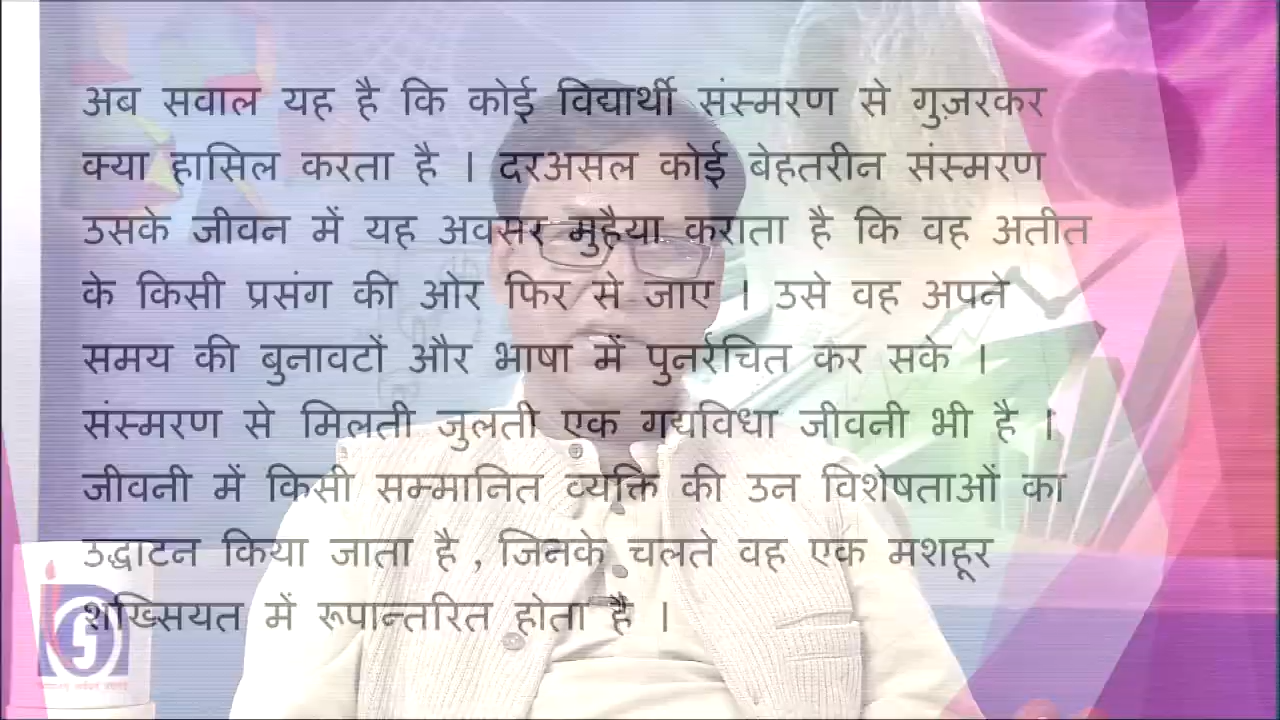 अब सवाल यह है कि कोई विद्यार्थी संस्मरण से गुज़रकर
क्या हासिल करता है । दरअसल कोई बेहतरीन संस्मरण
उसके जीवन में यह अवसर मुहैया कराता है कि वह अतीत
के किसी प्रसंग की ओर फिर से जाए । उसे वह अपने
समय की बुनावटों और भाषा में पुनर्रचित कर सके ।
संस्मरण से मिलती जुलती एक गद्यविधा जीवनी भी है ।
जीवनी में किसी सम्मानित व्यक्ति की उन विशेषताओं का
उद्घाटन किया जाता है , जिनके चलते वह एक मशहूर
शख्सियत में रूपान्तरित होता है ।